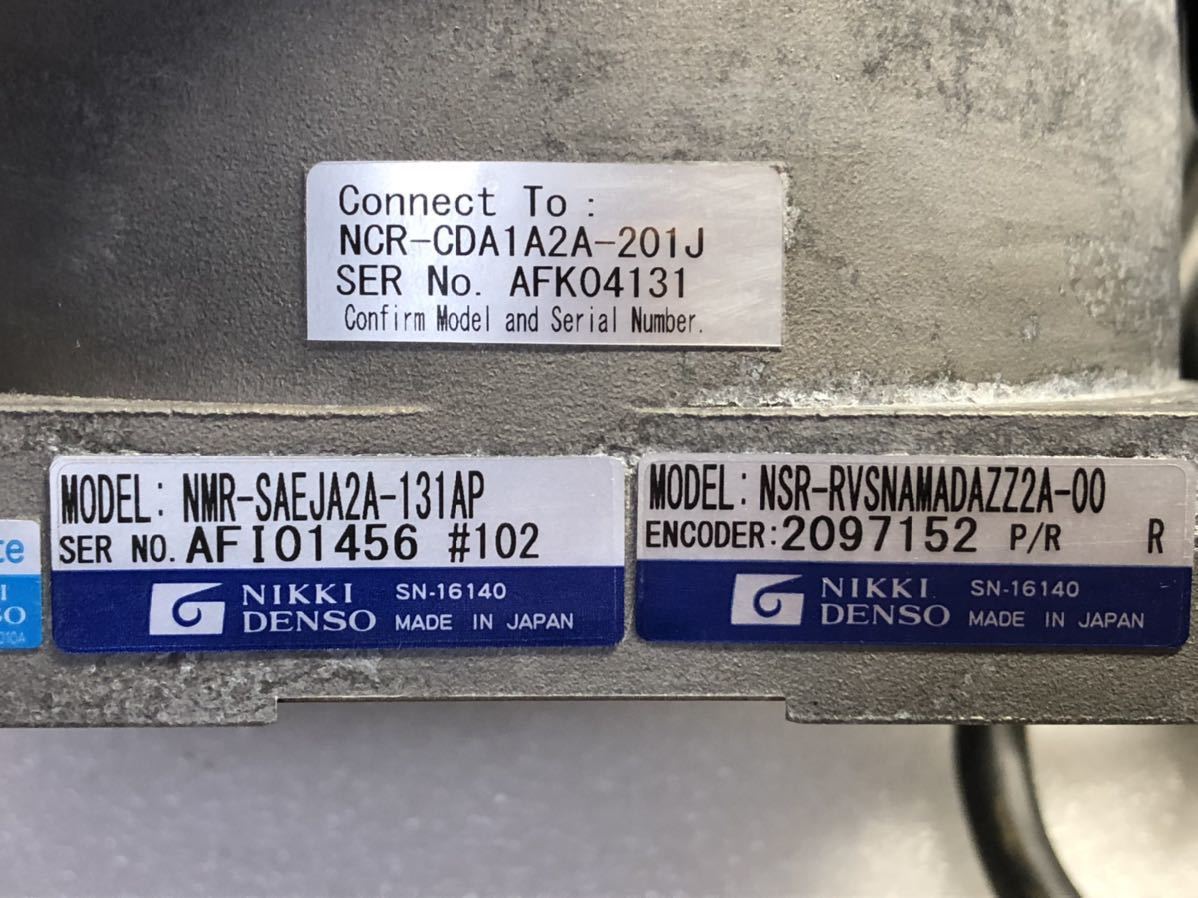 Connect To :
NCR-CDA1A2A-201J
SER No. AFK04131
Confirm Model and Serial Number.
MODEL: NMR-SAEJA2A-131AP
SER NO. AFI01456 #102
NIKKI
DENSO
SN-16140
MADE IN JAPAN
MODEL: NSR-RVSNAMADAZZ2A-00
ENCODER: 2097152 P/R R
NIKKI
DENSO
SN-16140
MADE IN JAPAN